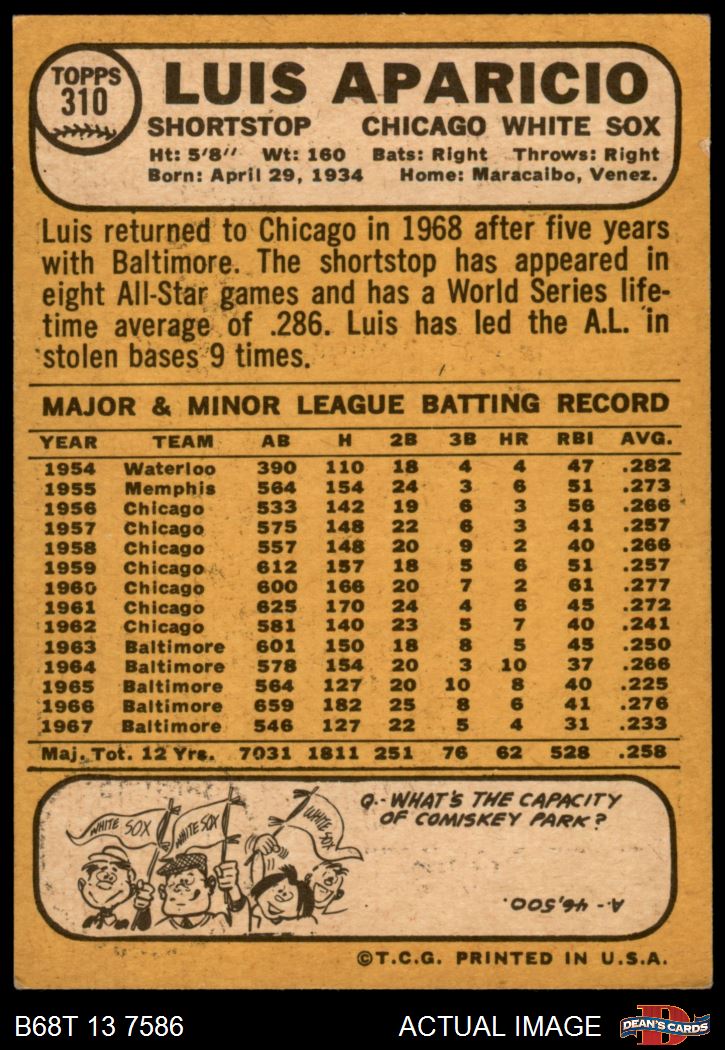 TOPPS
310
LUIS APARICIO
SHORTSTOP CHICAGO WHITE SOX
Ht: 5'8" Wt: 160 Bats: Right Throws: Right
Born: April 29, 1934 Home: Maracaibo, Venez.
Luis returned to Chicago in 1968 after five years
with Baltimore. The shortstop has appeared in
eight All-Star games and has a World Series life-
time average of .286. Luis has led the A.L. in
stolen bases 9 times.
MAJOR & MINOR LEAGUE BATTING RECORD
YEAR TEAM AB H 2B 3B HR RBI AVG.
1954 Waterloo 390 110 18 4 4 47 .282
1955 Memphis 564 154 24 3 6 51 .273
1956 Chicago 533 142 19 6 3 56 .266
1957 Chicago 575 148 22 6 3 41 .257
1958 Chicago 557 148 20 9 2 40 .266
1959 Chicago 612 157 18 5 6 51 .257
1960 Chicago 600 166 20 7 2 61 .277
1961 Chicago 625 170 24 4 6 45 .272
1962 Chicago 581 140 23 5 7 40 .241
1963 Baltimore 601 150 18 8 5 45 .250
1964 Baltimore 578 154 20 3 10 37 .266
1965 Baltimore 564 127 20 10 8 40 .225
1966 Baltimore 659 182 25 8 6 41 .276
1967 Baltimore 546 127 22 5 4 31 .233
Maj. Tot. 12 Yrs. 7031 1811 251 76 62 528 .258
WHITE SOX
WHITE SOX
WHITE SOX
Q.-WHAT'S THE CAPACITY
OF COMISKEY PARK?
A-46,500.
©T.C.G. PRINTED IN U.S.A.
B68T 13 7586 ACTUAL IMAGE
D
DEAN'S CARDS